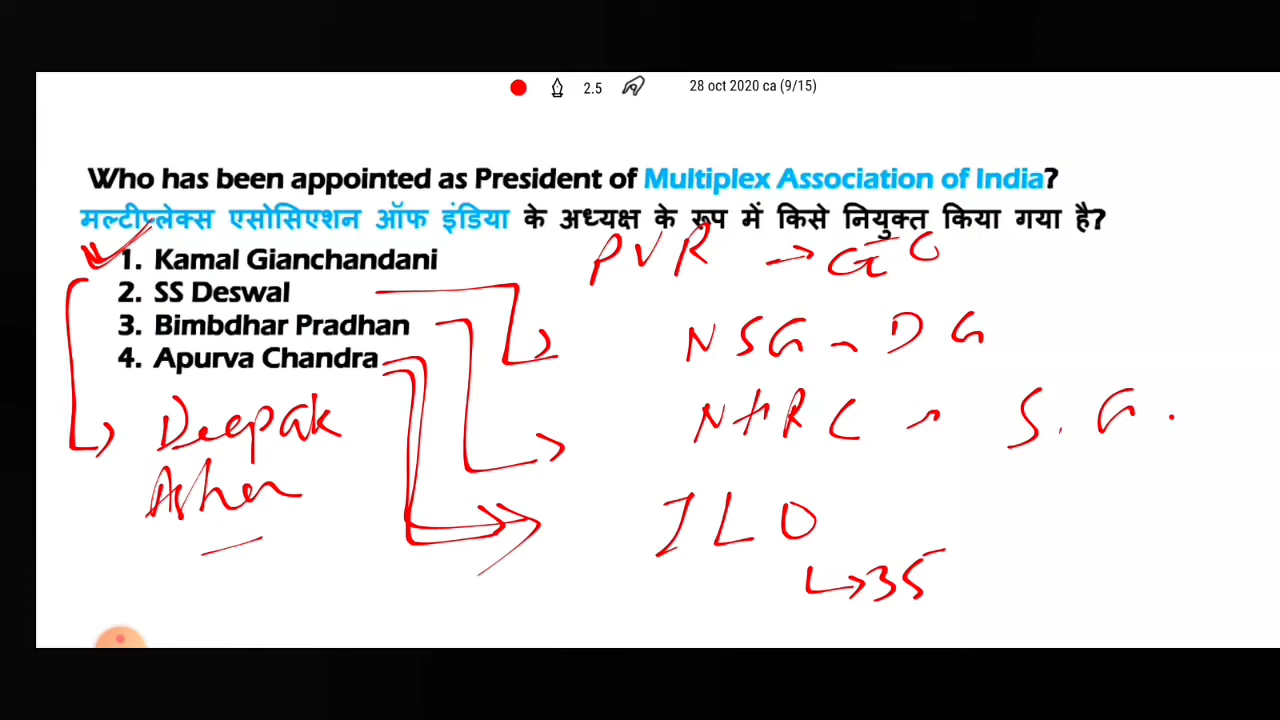 2.5 28 oct 2020 ca (9/15)
Who has been appointed as President of Multiplex Association of India?
मल्टीप्लेक्स एसोसिएशन ऑफ इंडिया के अध्यक्ष के रूप में किसे नियुक्त किया गया है?
1. Kamal Gianchandani
PVR → 
2. SS Deswal
3. Bimbdhar Pradhan
NSG - DG
4. Apurva Chandra
Deepak
NHRC → S.G.
Asher
ILO
↳ 35